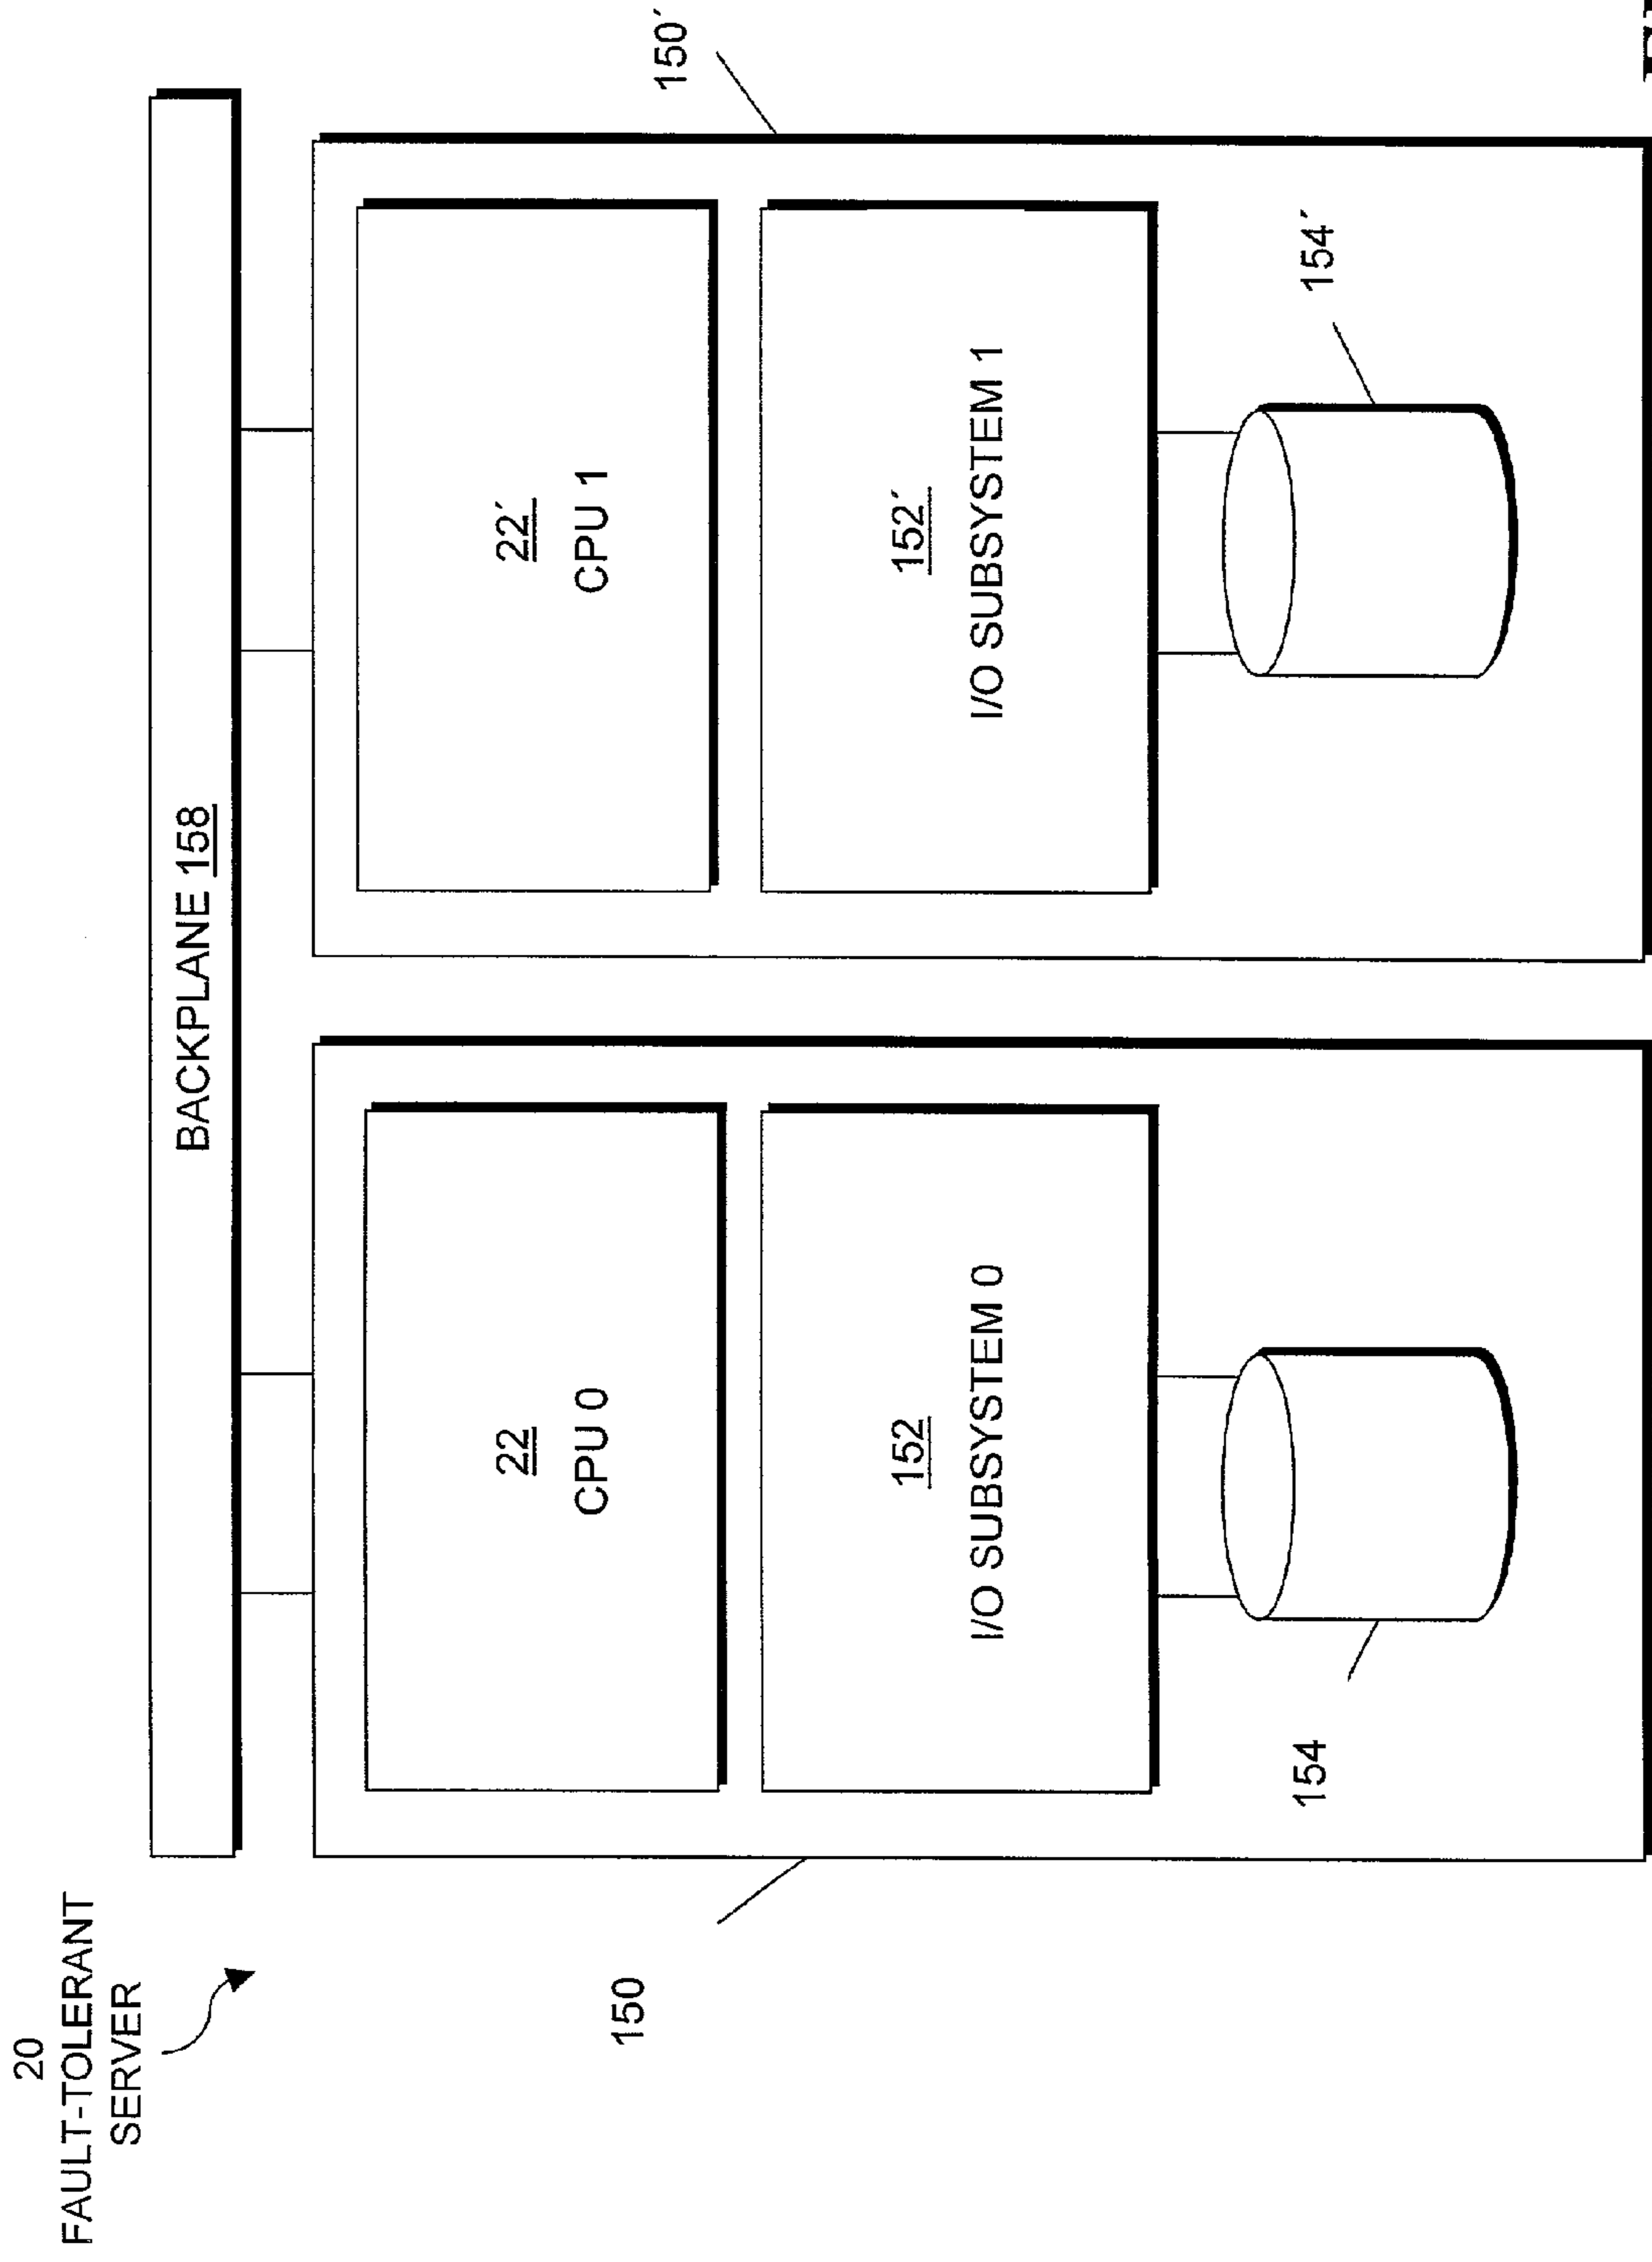 20
FAULT-TOLERANT
SERVER
BACKPLANE 158
150
22
CPU 0
152
I/O SUBSYSTEM 0
154
150´
22´
CPU 1
152´
I/O SUBSYSTEM 1
154´